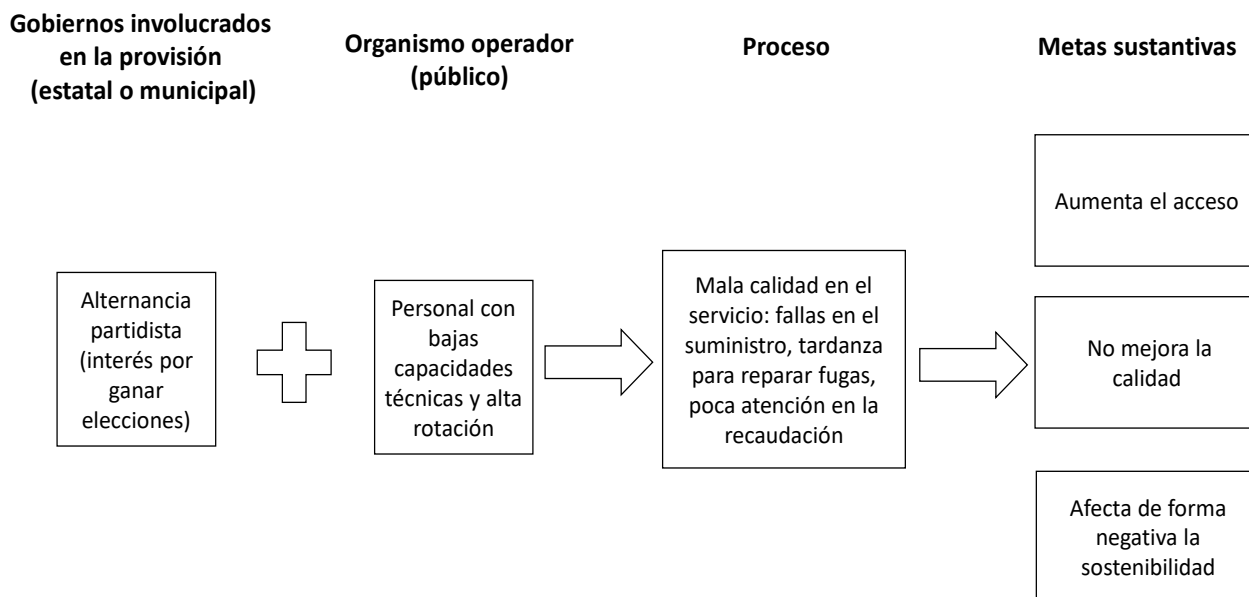 Gobiernos involucrados
en la provisión
(estatal o municipal)
Organismo operador
(público)
Proceso
Metas sustantivas
Alternancia
partidista
(interés por
ganar
elecciones)
Personal con
bajas
capacidades
técnicas y alta
rotación
Mala calidad en el
servicio: fallas en el
suministro, tardanza
para reparar fugas,
poca atención en la
recaudación
Aumenta el acceso
No mejora la
calidad
Afecta de forma
negativa la
sostenibilidad